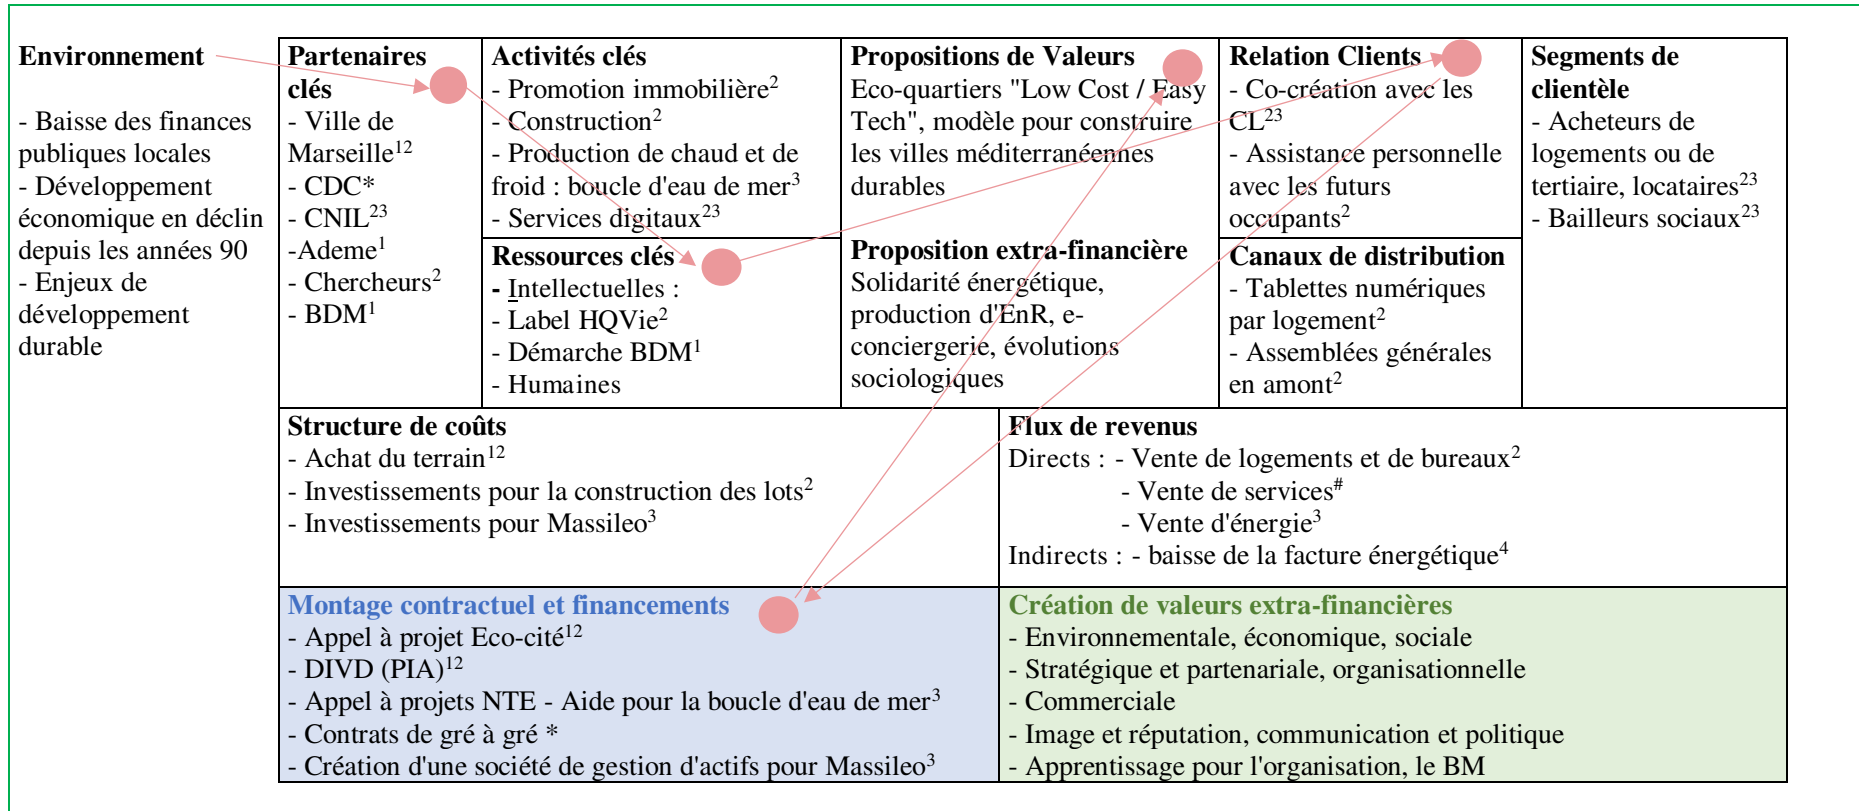 Environnement
- Baisse des finances
publiques locales
- Développement
économique en déclin
depuis les années 90
- Enjeux de
développement
durable
Partenaires
clés
- Ville de
Marseille¹²
- CDC*
- CNIL²³
-Ademe¹
- Chercheurs²
- BDM¹
Activités clés
- Promotion immobilière²
- Construction²
- Production de chaud et de
froid : boucle d'eau de mer³
- Services digitaux²³
Ressources clés
- Intellectuelles :
- Label HQVie²
- Démarche BDM¹
- Humaines
Propositions de Valeurs
Eco-quartiers "Low Cost / Easy
Tech", modèle pour construire
les villes méditerranéennes
durables
Proposition extra-financière
Solidarité énergétique,
production d'EnR, e-
conciergerie, évolutions
sociologiques
Relation Clients
- Co-création avec les
CL²³
- Assistance personnelle
avec les futurs
occupants²
Canaux de distribution
- Tablettes numériques
par logement²
- Assemblées générales
en amont²
Segments de
clientèle
- Acheteurs de
logements ou de
tertiaire, locataires²³
- Bailleurs sociaux²³
Structure de coûts
- Achat du terrain¹²
- Investissements pour la construction des lots²
- Investissements pour Massileo³
Flux de revenus
Directs : - Vente de logements et de bureaux²
- Vente de services#
- Vente d'énergie³
Indirects : - baisse de la facture énergétique⁴
Montage contractuel et financements
- Appel à projet Eco-cité¹²
- DIVD (PIA)¹²
- Appel à projets NTE - Aide pour la boucle d'eau de mer³
- Contrats de gré à gré *
- Création d'une société de gestion d'actifs pour Massileo³
Création de valeurs extra-financières
- Environnementale, économique, sociale
- Stratégique et partenariale, organisationnelle
- Commerciale
- Image et réputation, communication et politique
- Apprentissage pour l'organisation, le BM